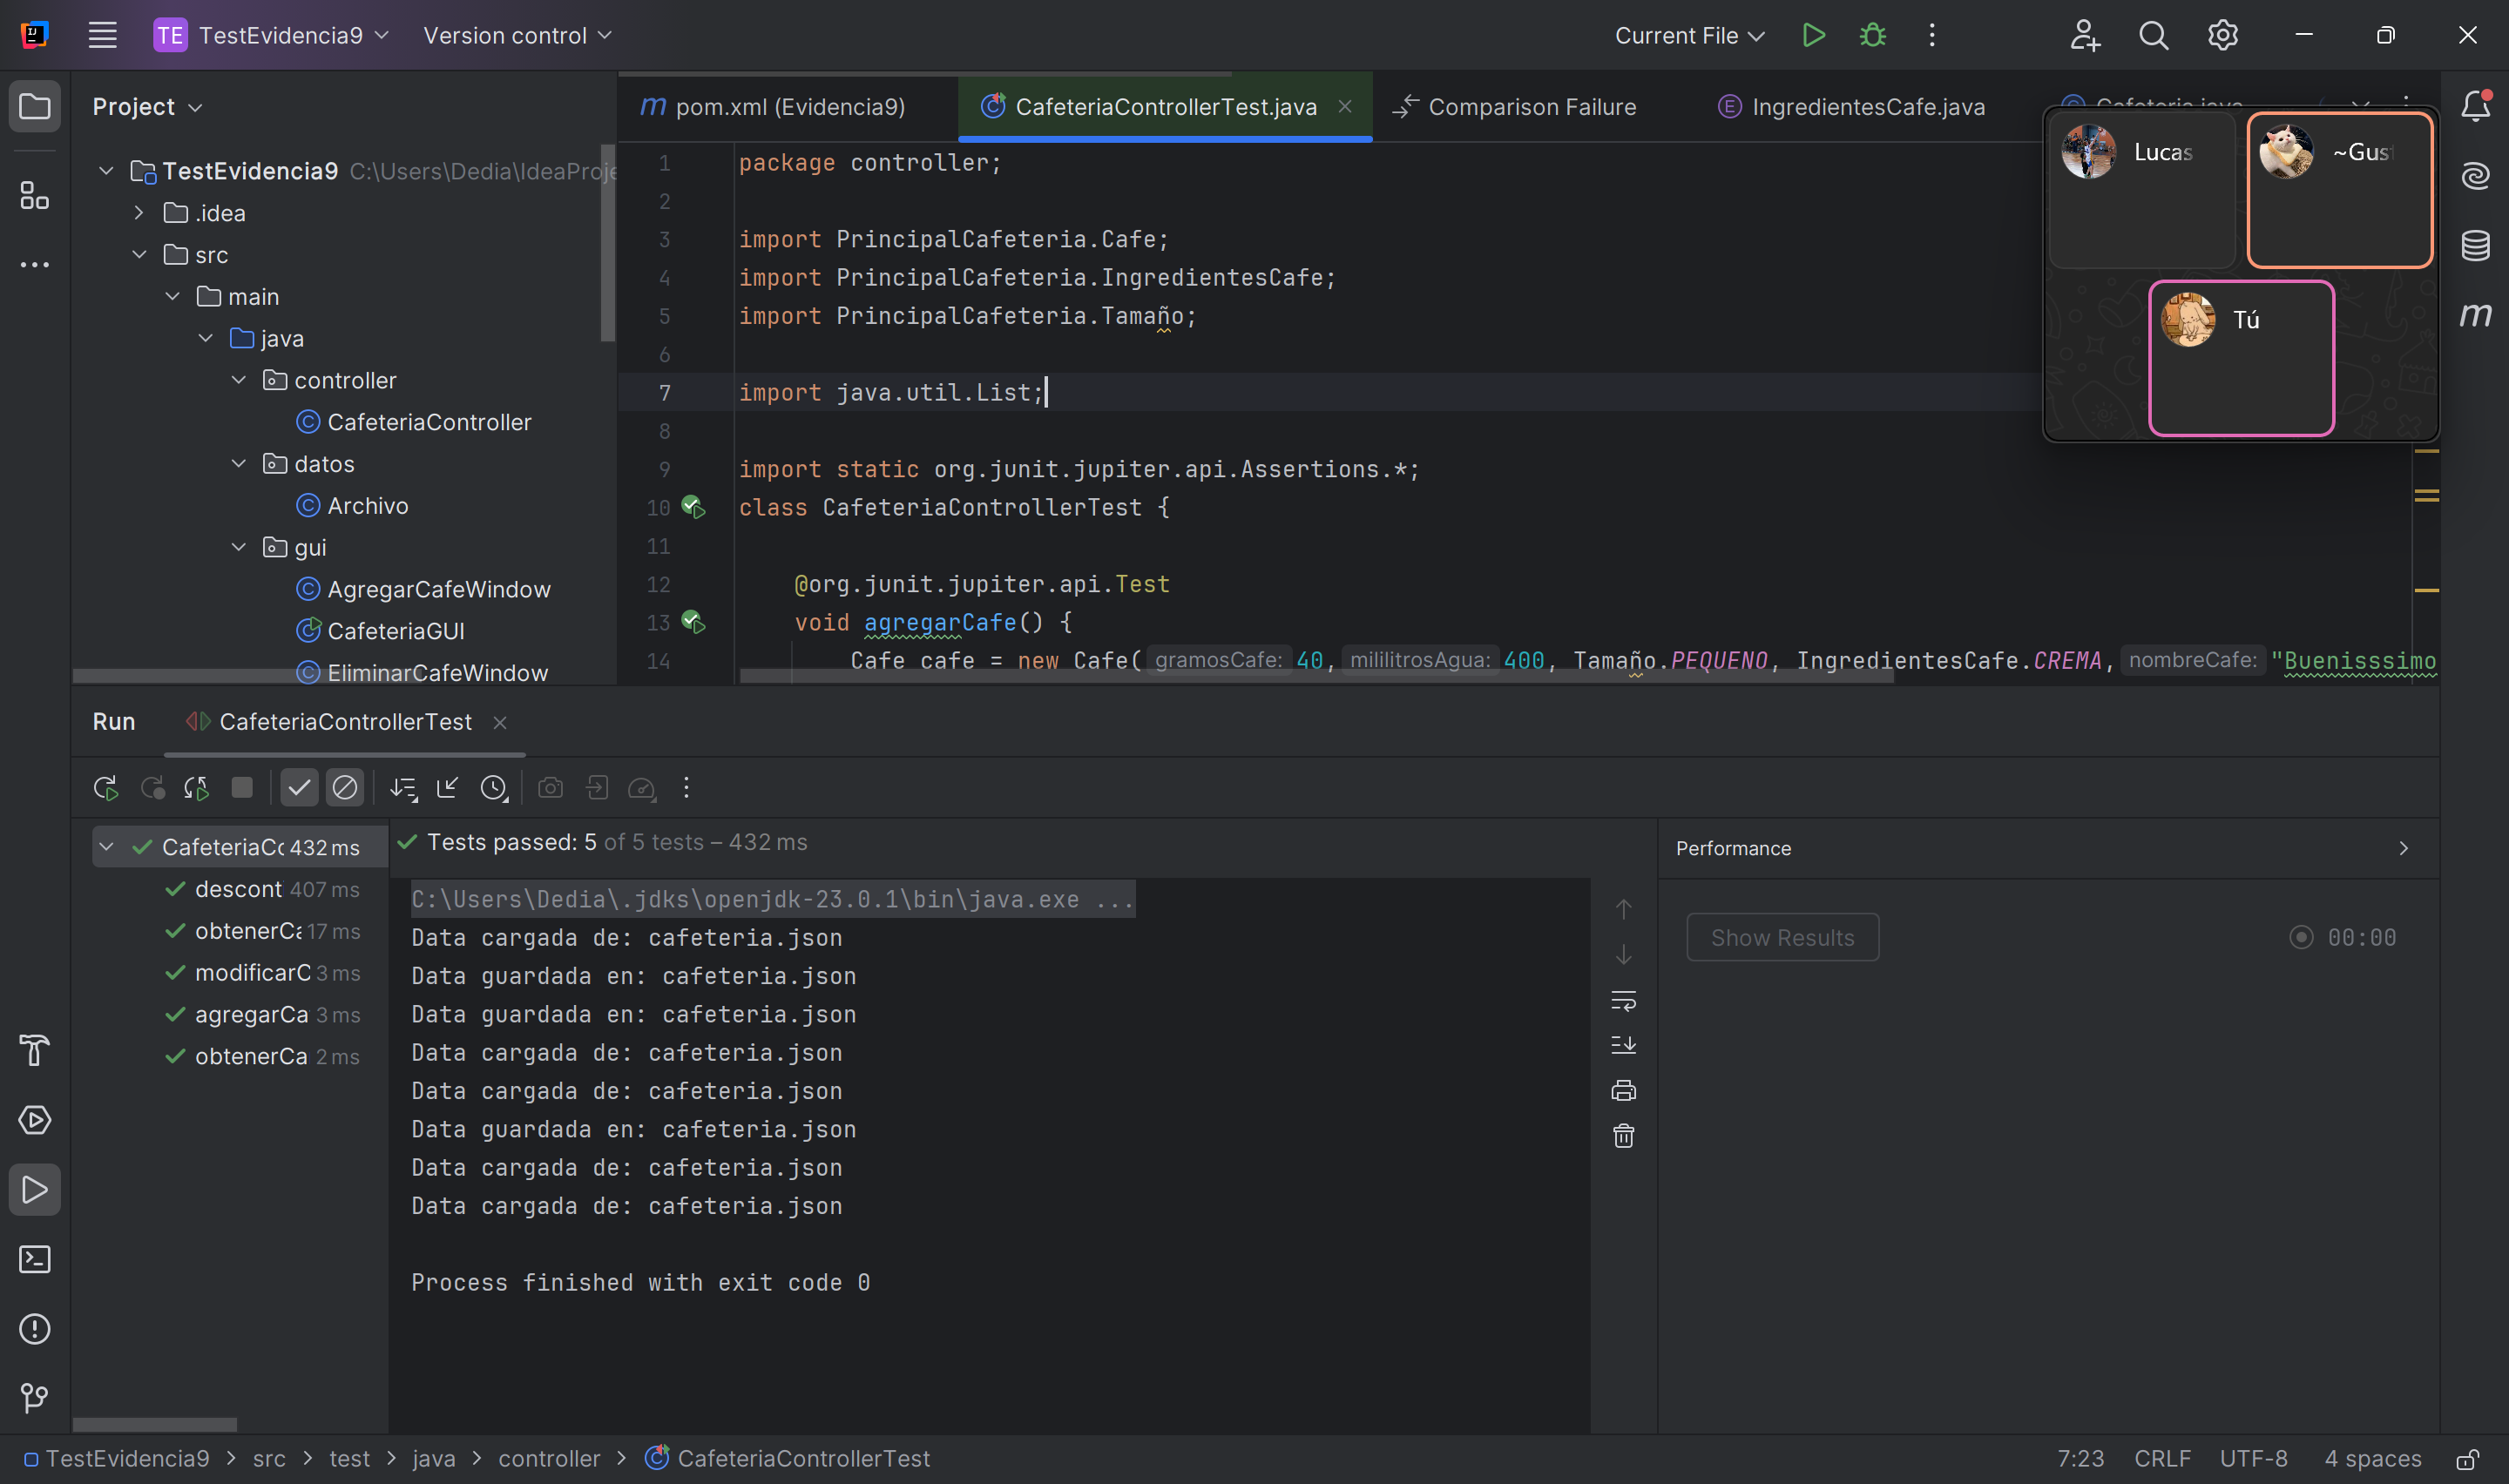 TE TestEvidencia9 Version control Current File
Project
pom.xml (Evidencia9) CafeteriaControllerTest.java Comparison Failure IngredientesCafe.java
TestEvidencia9 C:\Users\Dedia\IdeaProje
.idea
src
main
java
controller
CafeteriaController
datos
Archivo
gui
AgregarCafeWindow
CafeteriaGUI
EliminarCafeWindow
1 package controller;
2
3 import PrincipalCafeteria.Cafe;
4 import PrincipalCafeteria.IngredientesCafe;
5 import PrincipalCafeteria.Tamaño;
6
7 import java.util.List;
8
9 import static org.junit.jupiter.api.Assertions.*;
10 class CafeteriaControllerTest {
11
12 @org.junit.jupiter.api.Test
13 void agregarCafe() {
14 Cafe cafe = new Cafe( gramosCafe: 40, mililitrosAgua: 400, Tamaño.PEQUENO, IngredientesCafe.CREMA, nombreCafe: "Buenisssimo
Lucas
~Gus
Tú
Run CafeteriaControllerTest
CafeteriaCo 432 ms
descont 407 ms
obtenerCa 17 ms
modificarC 3 ms
agregarCa 3 ms
obtenerCa 2 ms
Tests passed: 5 of 5 tests – 432 ms
C:\Users\Dedia\.jdks\openjdk-23.0.1\bin\java.exe ...
Data cargada de: cafeteria.json
Data guardada en: cafeteria.json
Data guardada en: cafeteria.json
Data cargada de: cafeteria.json
Data cargada de: cafeteria.json
Data guardada en: cafeteria.json
Data cargada de: cafeteria.json
Data cargada de: cafeteria.json
Process finished with exit code 0
Performance
Show Results 00:00
TestEvidencia9 > src > test > java > controller > CafeteriaControllerTest
7:23 CRLF UTF-8 4 spaces